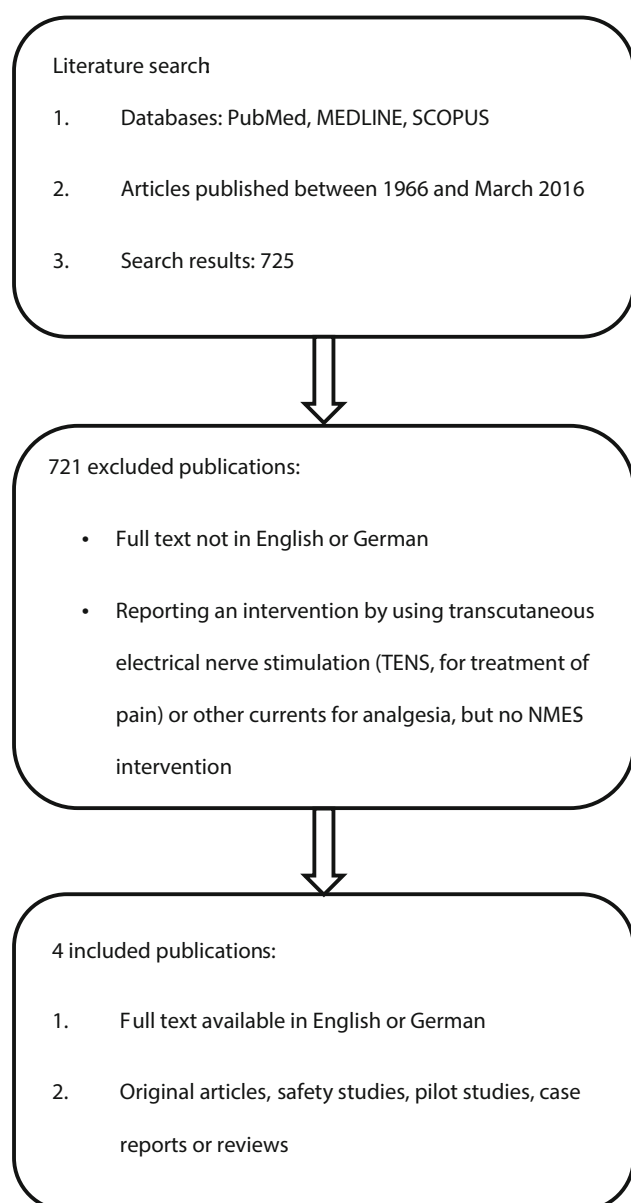 Literature search
1. Databases: PubMed, MEDLINE, SCOPUS
2. Articles published between 1966 and March 2016
3. Search results: 725
721 excluded publications:
• Full text not in English or German
• Reporting an intervention by using transcutaneous
electrical nerve stimulation (TENS, for treatment of
pain) or other currents for analgesia, but no NMES
intervention
4 included publications:
1. Full text available in English or German
2. Original articles, safety studies, pilot studies, case
reports or reviews